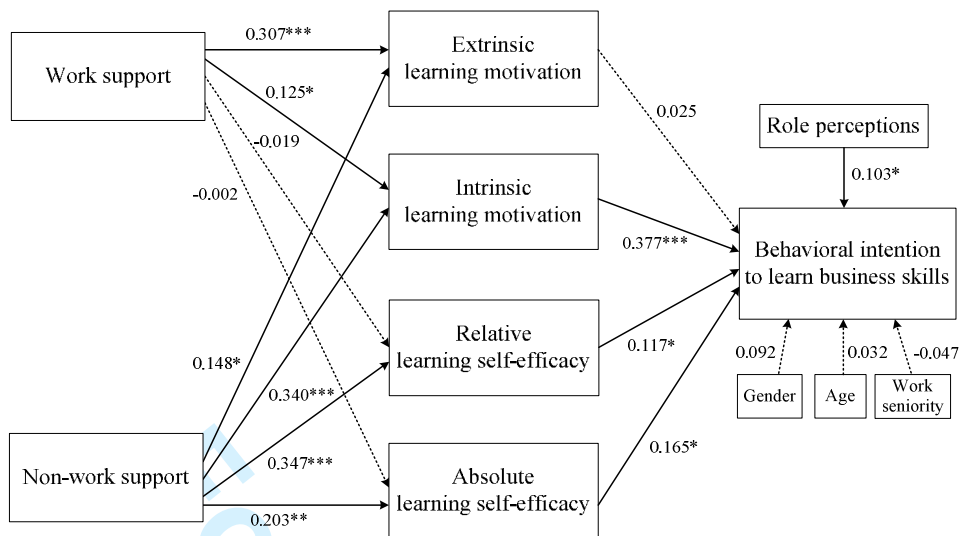 0.307***
Extrinsic
learning motivation
Work support
0.125*
0.025
-0.019
Role perceptions
-0.002
Intrinsic
learning motivation
0.103*
0.377***
Behavioral intention
to learn business skills
Relative
learning self-efficacy
0.117*
0.148*
0.340***
0.092
0.032
-0.047
Gender
Age
Work
seniority
Non-work support
0.347***
0.165*
Absolute
learning self-efficacy
0.203**